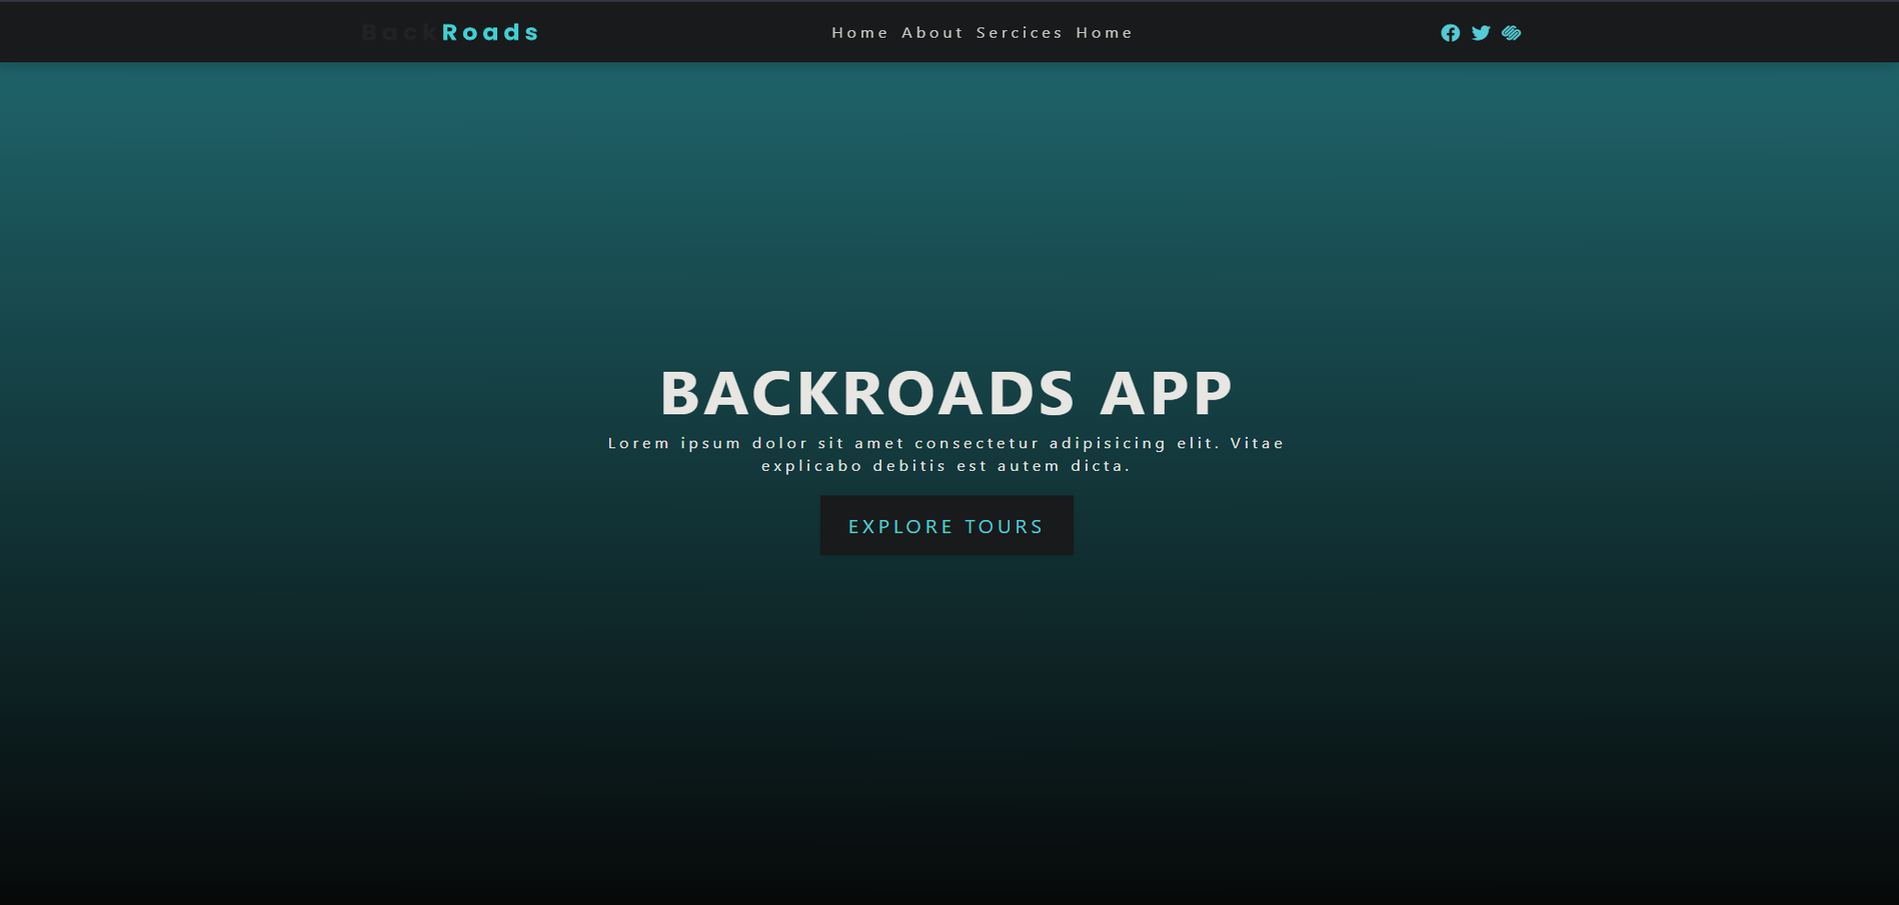 BackRoads
Home About Sercices Home
BACKROADS APP
Lorem ipsum dolor sit amet consectetur adipisicing elit. Vitae
explicabo debitis est autem dicta.
EXPLORE TOURS